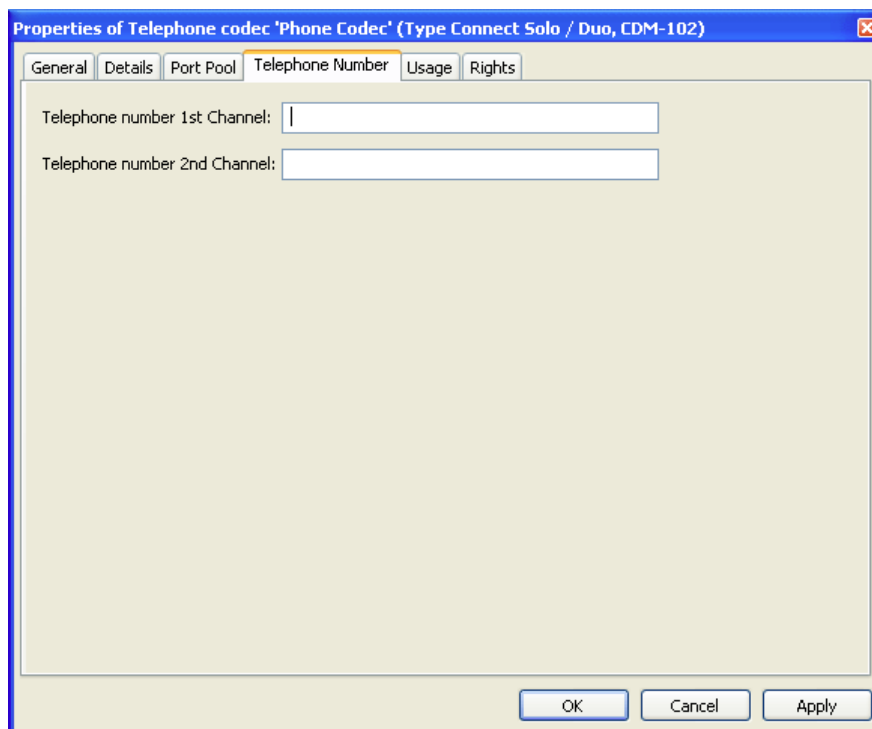 Properties of Telephone codec 'Phone Codec' (Type Connect Solo / Duo, CDM-102)
General Details Port Pool Telephone Number Usage Rights
Telephone number 1st Channel:
Telephone number 2nd Channel:
OK Cancel Apply